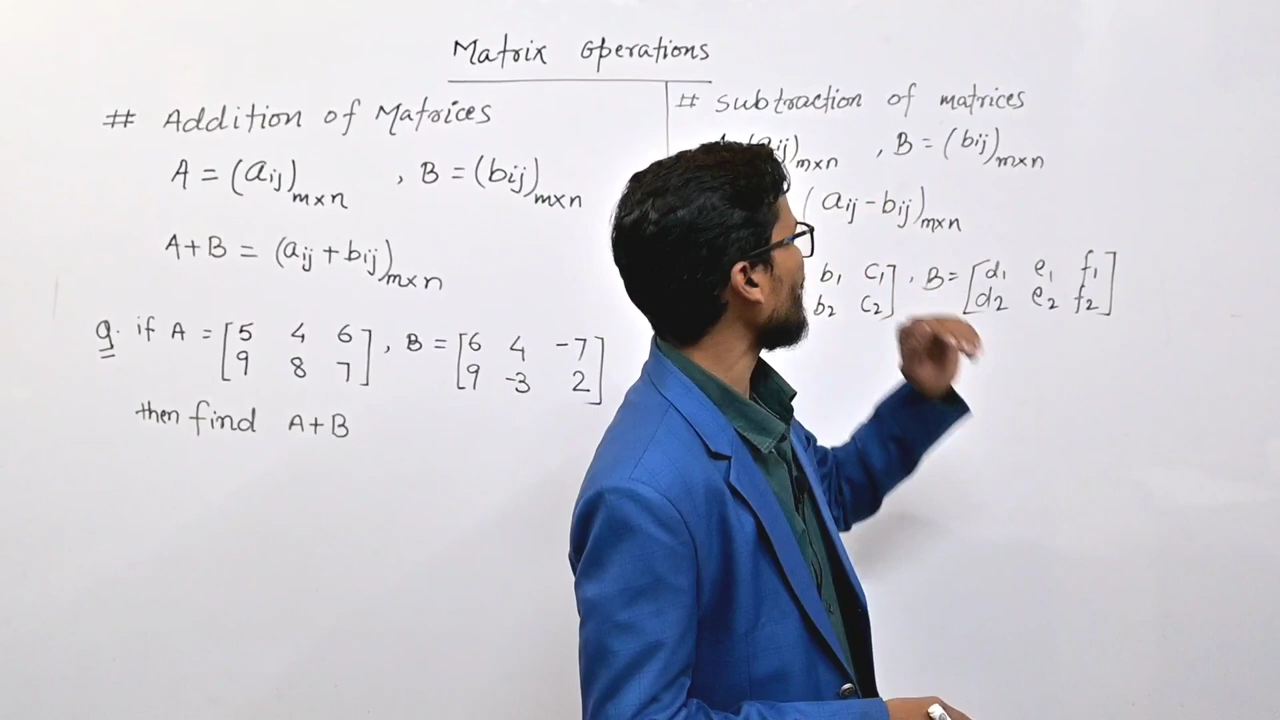 Matrix Operations
# Addition of Matrices
A = (aij)m×n , B = (bij)m×n
A+B = (aij + bij)m×n
Q. if A = [5 4 6
9 8 7] , B = [6 4 -7
9 -3 2]
then find A+B
# Subtraction of matrices
aij)m×n , B = (bij)m×n
(aij - bij)m×n
b₁ c₁] , B = [d₁ e₁ f₁
b₂ c₂] [d₂ e₂ f₂]